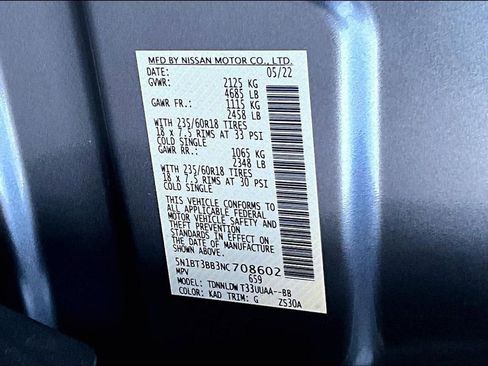 MFD BY NISSAN MOTOR CO., LTD.
DATE: 05/22
GVWR: 2125 KG
4685 LB
GAWR FR.: 1115 KG
2458 LB
WITH 235/60R18 TIRES
18 x 7.5 RIMS AT 33 PSI
COLD SINGLE
GAWR RR.: 1065 KG
2348 LB
WITH 235/60R18 TIRES
18 x 7.5 RIMS AT 30 PSI
COLD SINGLE
THIS VEHICLE CONFORMS TO
ALL APPLICABLE FEDERAL
MOTOR VEHICLE SAFETY AND
THEFT PREVENTION
STANDARDS IN EFFECT ON
THE DATE OF MANUFACTURE
5N1BT3BB3NC708602
MPV 659
MODEL: TDNNLDW T33UUAA--BB
COLOR: KAD TRIM: G ZS30A